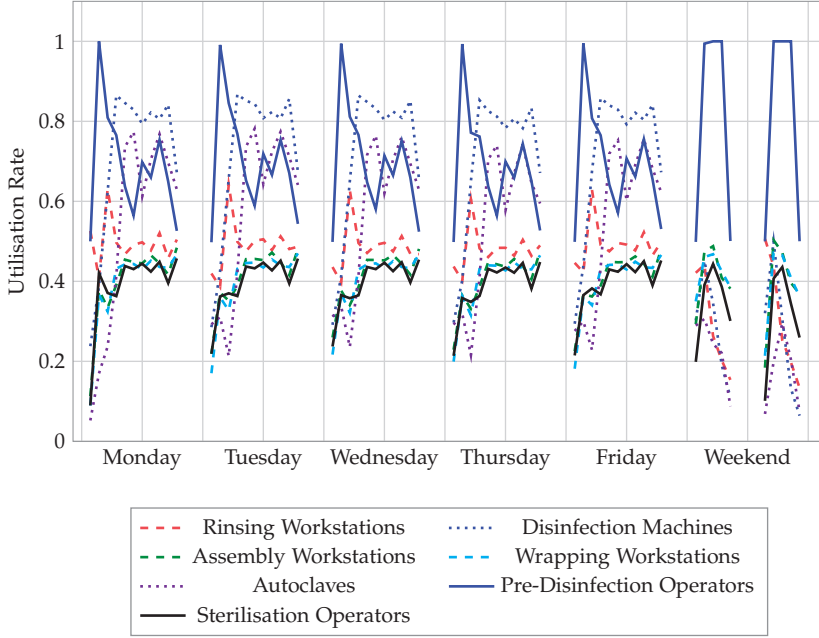 Utilisation Rate
1
0.8
0.6
0.4
0.2
0
Monday Tuesday Wednesday Thursday Friday Weekend
Rinsing Workstations Disinfection Machines
Assembly Workstations Wrapping Workstations
Autoclaves Pre-Disinfection Operators
Sterilisation Operators